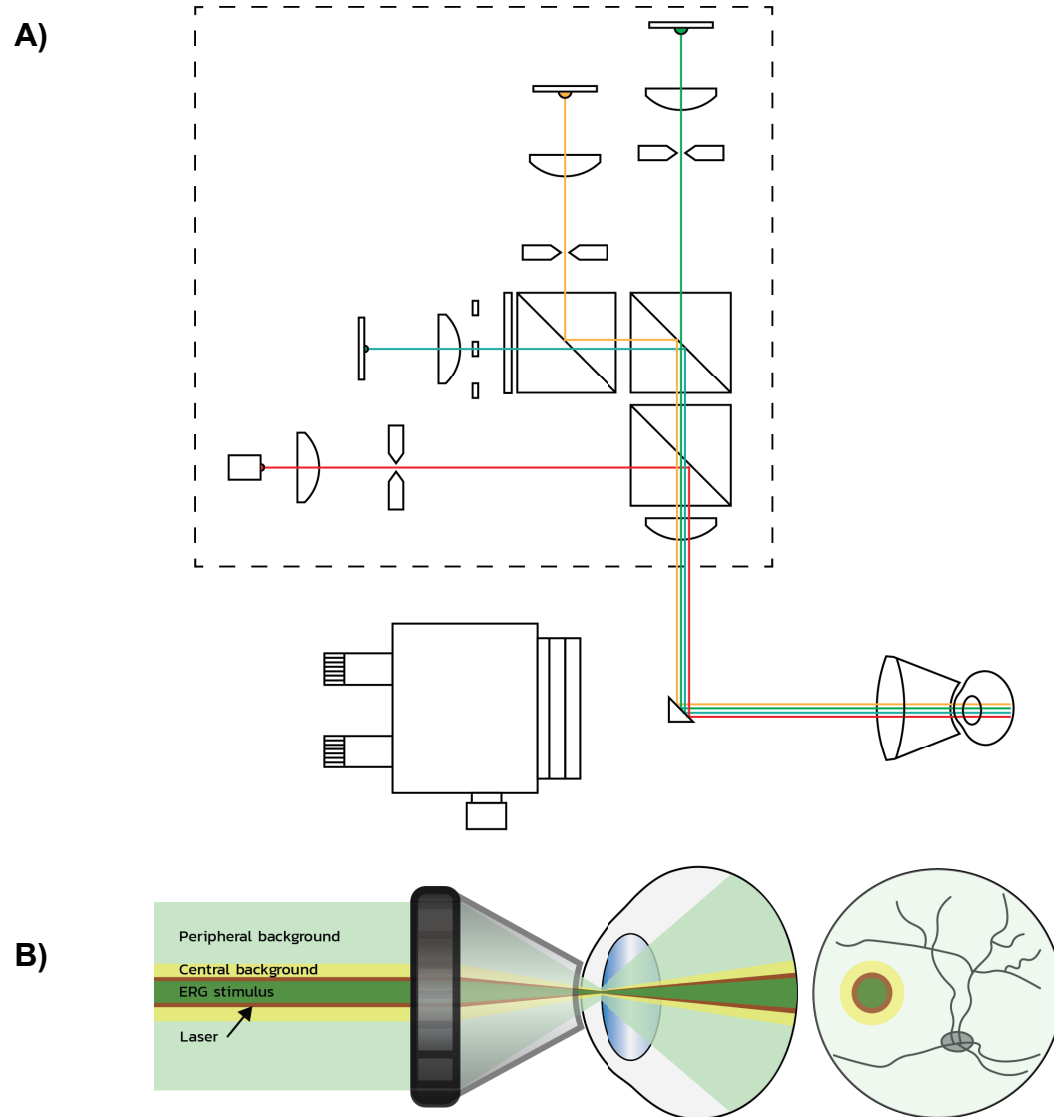 A)
B)
Peripheral background
Central background
ERG stimulus
Laser